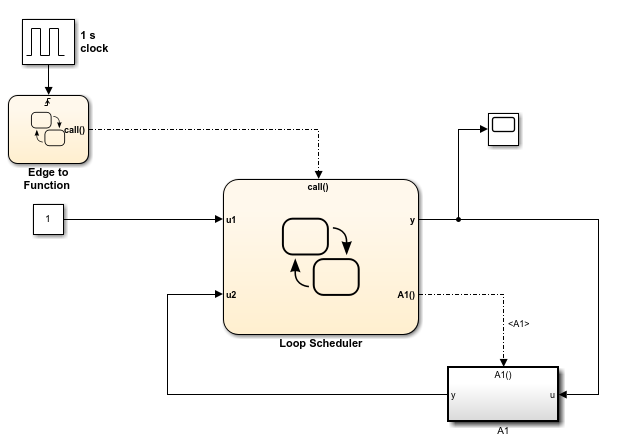 1 s
clock
call()
Edge to
Function
call()
1
u1
y
u2
A1()
<A1>
Loop Scheduler
A1()
y
u
A1